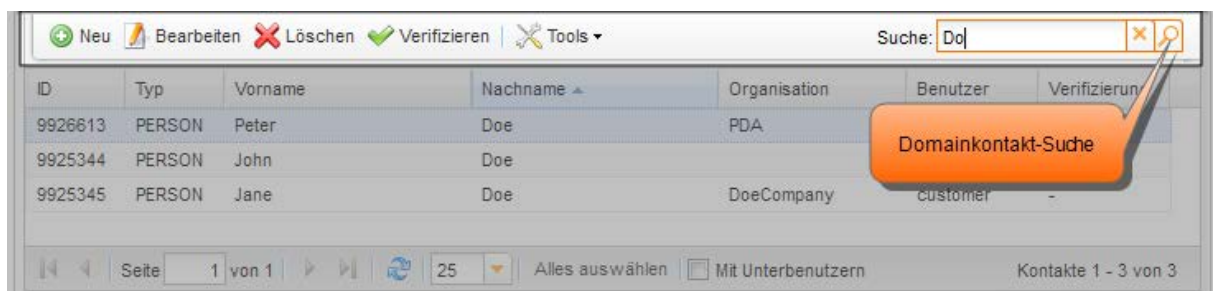 Neu Bearbeiten Löschen Verifizieren Tools Suche: Do
ID Typ Vorname Nachname Organisation Benutzer Verifizierung
9926613 PERSON Peter Doe PDA
Domainkontakt-Suche
9925344 PERSON John Doe
9925345 PERSON Jane Doe DoeCompany customer -
Seite 1 von 1 25 Alles auswählen Mit Unterbenutzern Kontakte 1 - 3 von 3